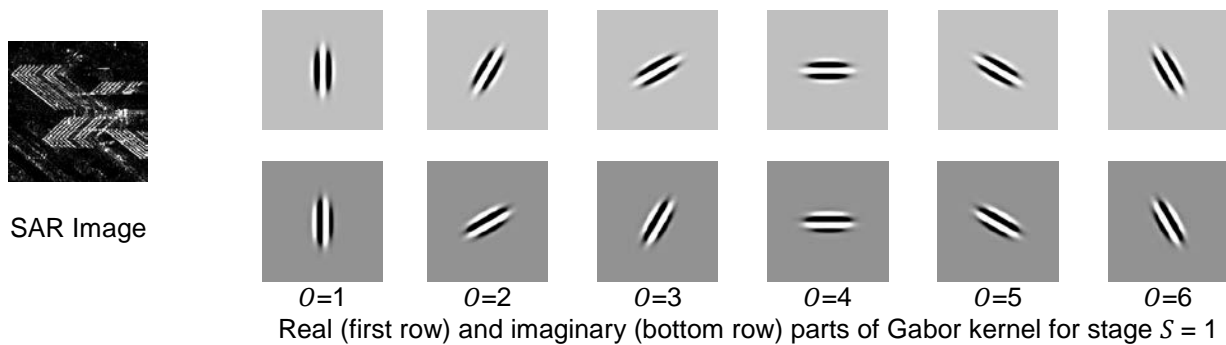 SAR Image
O=1 O=2 O=3 O=4 O=5 O=6
Real (first row) and imaginary (bottom row) parts of Gabor kernel for stage S = 1